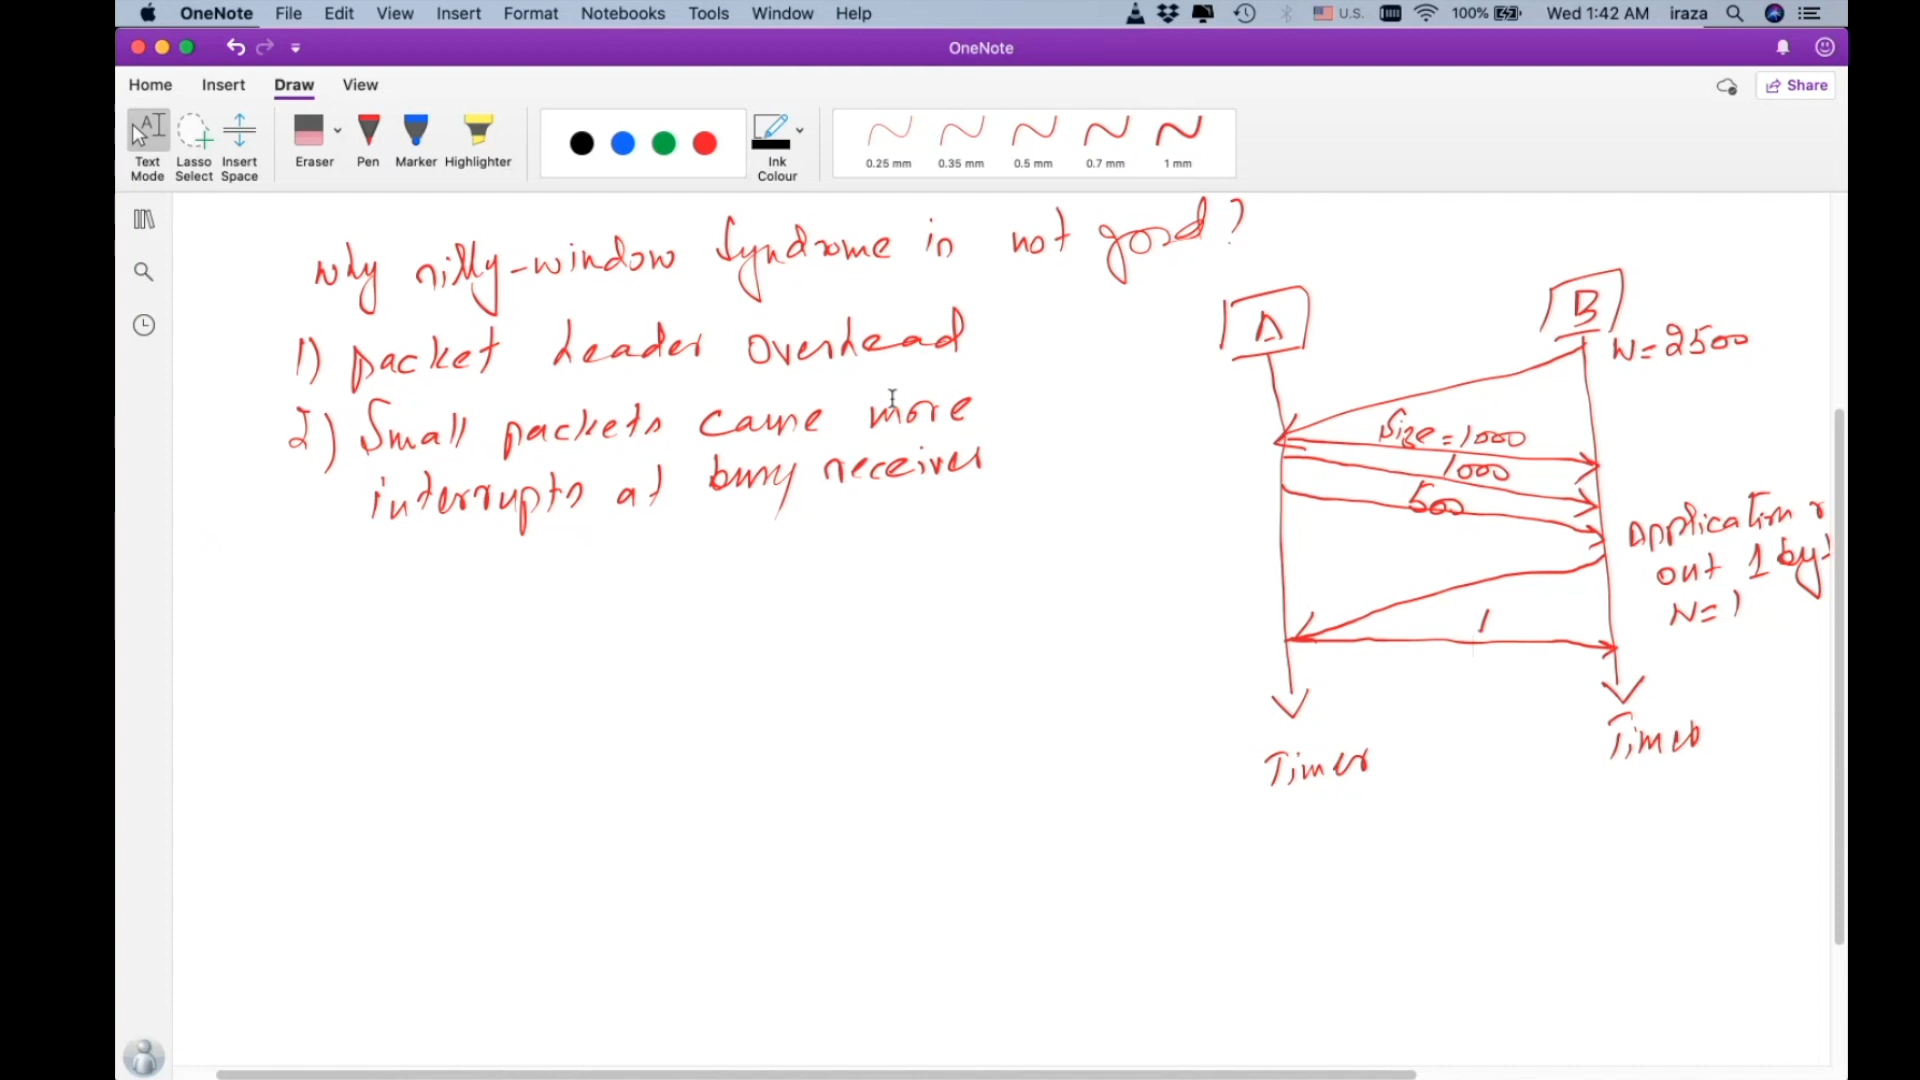 OneNote File Edit View Insert Format Notebooks Tools Window Help U.S. 100% Wed 1:42 AM iraza
OneNote
Home Insert Draw View Share
Text Mode Lasso Select Insert Space Eraser Pen Marker Highlighter Ink Colour 0.25 mm 0.35 mm 0.5 mm 0.7 mm 1 mm
why silly-window Syndrome is not good?
1) packet header overhead
2) Small packets cause more
interrupts at busy receiver
A
B
W=2500
Size=1000
1000
500
Application r
out 1 byt
W=1
1
Timer
Timeb